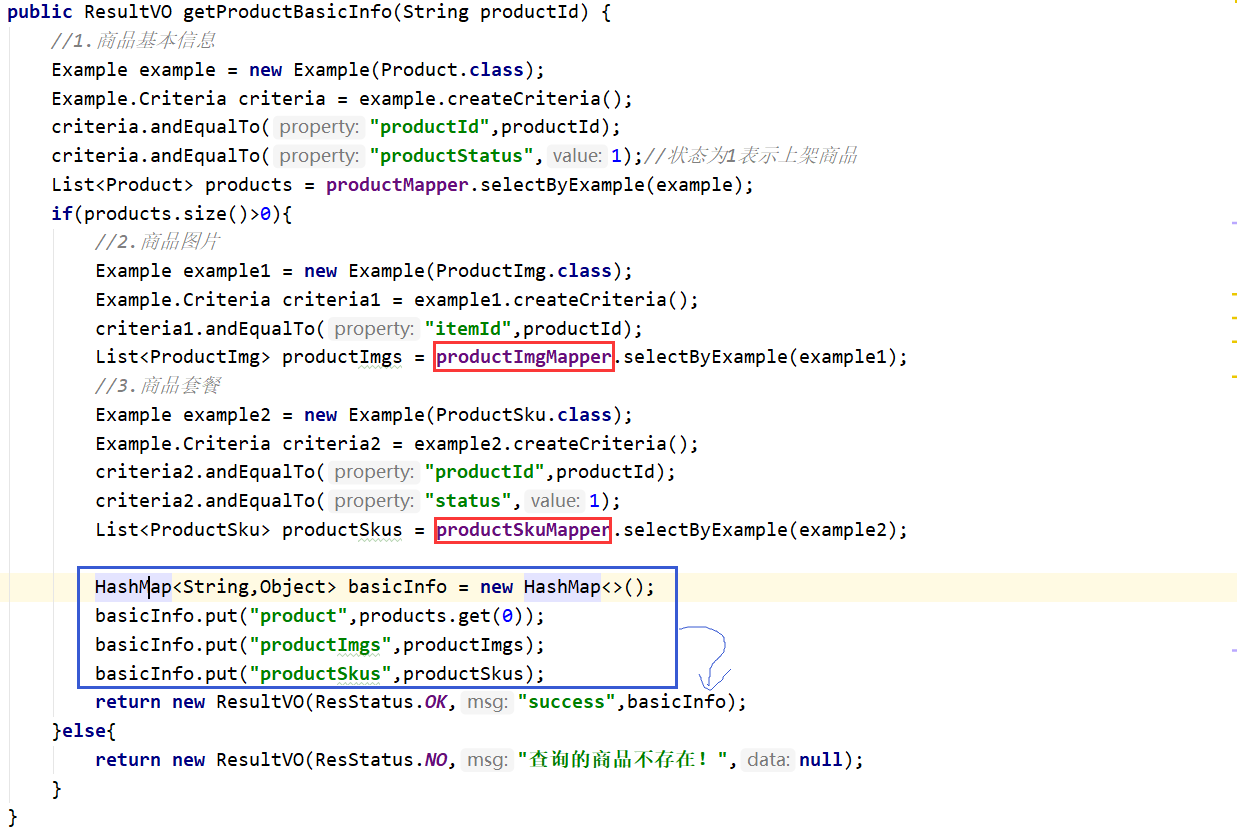 public ResultVO getProductBasicInfo(String productId) {
//1.商品基本信息
Example example = new Example(Product.class);
Example.Criteria criteria = example.createCriteria();
criteria.andEqualTo( property: "productId",productId);
criteria.andEqualTo( property: "productStatus", value: 1);//状态为1表示上架商品
List<Product> products = productMapper.selectByExample(example);
if(products.size()>0){
//2.商品图片
Example example1 = new Example(ProductImg.class);
Example.Criteria criteria1 = example1.createCriteria();
criteria1.andEqualTo( property: "itemId",productId);
List<ProductImg> productImgs = productImgMapper.selectByExample(example1);
//3.商品套餐
Example example2 = new Example(ProductSku.class);
Example.Criteria criteria2 = example2.createCriteria();
criteria2.andEqualTo( property: "productId",productId);
criteria2.andEqualTo( property: "status", value: 1);
List<ProductSku> productSkus = productSkuMapper.selectByExample(example2);
HashMap<String,Object> basicInfo = new HashMap<>();
basicInfo.put("product",products.get(0));
basicInfo.put("productImgs",productImgs);
basicInfo.put("productSkus",productSkus);
return new ResultVO(ResStatus.OK, msg: "success",basicInfo);
}else{
return new ResultVO(ResStatus.NO, msg: "查询的商品不存在！", data: null);
}
}